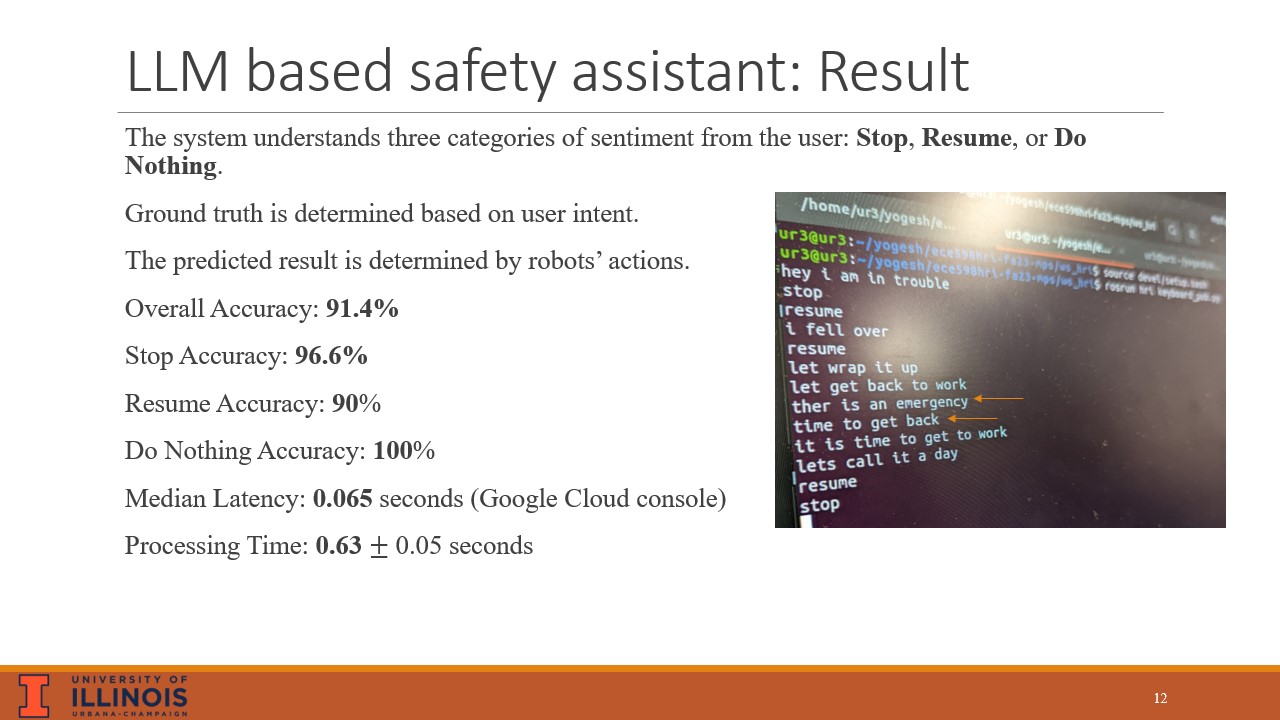 LLM based safety assistant: Result
The system understands three categories of sentiment from the user: Stop, Resume, or Do
Nothing.
Ground truth is determined based on user intent.
The predicted result is determined by robots’ actions.
Overall Accuracy: 91.4%
Stop Accuracy: 96.6%
Resume Accuracy: 90%
Do Nothing Accuracy: 100%
Median Latency: 0.065 seconds (Google Cloud console)
Processing Time: 0.63 ± 0.05 seconds
/home/ur3/yogesh/e...
/yogesh/ece598hri-fa23-mps/ws_hri
ur3@ur3: ~/yogesh/e...
ur3@ur3:~/yogesh/ece598hri-fa23-mps/ws_hri$ source devel/setup.bash
ur3@ur3:~/yogesh/ece598hri-fa23-mps/ws_hri$ rosrun hri keyboard_pub.py
hey i am in trouble
stop
resume
i fell over
resume
let wrap it up
let get back to work
ther is an emergency
time to get back
it is time to get to work
lets call it a day
resume
stop
UNIVERSITY OF
ILLINOIS
URBANA-CHAMPAIGN
12